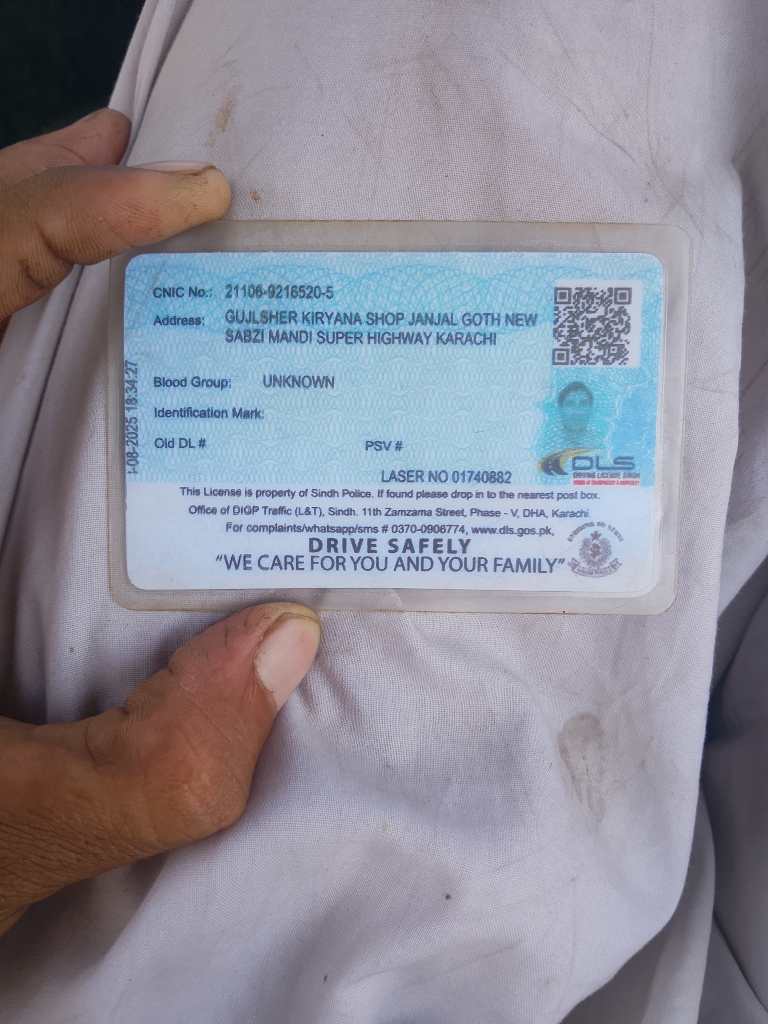 CNIC No.: 21106-9216520-5
Address: GUJLSHER KIRYANA SHOP JANJAL GOTH NEW
SABZI MANDI SUPER HIGHWAY KARACHI
Blood Group: UNKNOWN
Identification Mark:
Old DL # PSV #
-08-2025 18:34:27
DLS
DRIVING LICENSE SINDH
LASER NO 01740882
This License is property of Sindh Police. If found please drop in to the nearest post box.
Office of DIGP Traffic (L&T), Sindh. 11th Zamzama Street, Phase - V, DHA, Karachi.
For complaints/whatsapp/sms # 0370-0906774, www.dls.gos.pk,
DRIVE SAFELY
"WE CARE FOR YOU AND YOUR FAMILY"